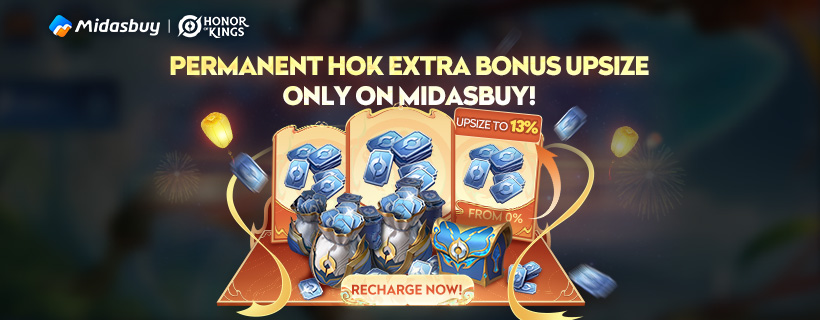 Midasbuy
HONOR
OF
KINGS
PERMANENT HOK EXTRA BONUS UPSIZE
ONLY ON MIDASBUY!
UPSIZE TO 13%
FROM 0%
RECHARGE NOW!